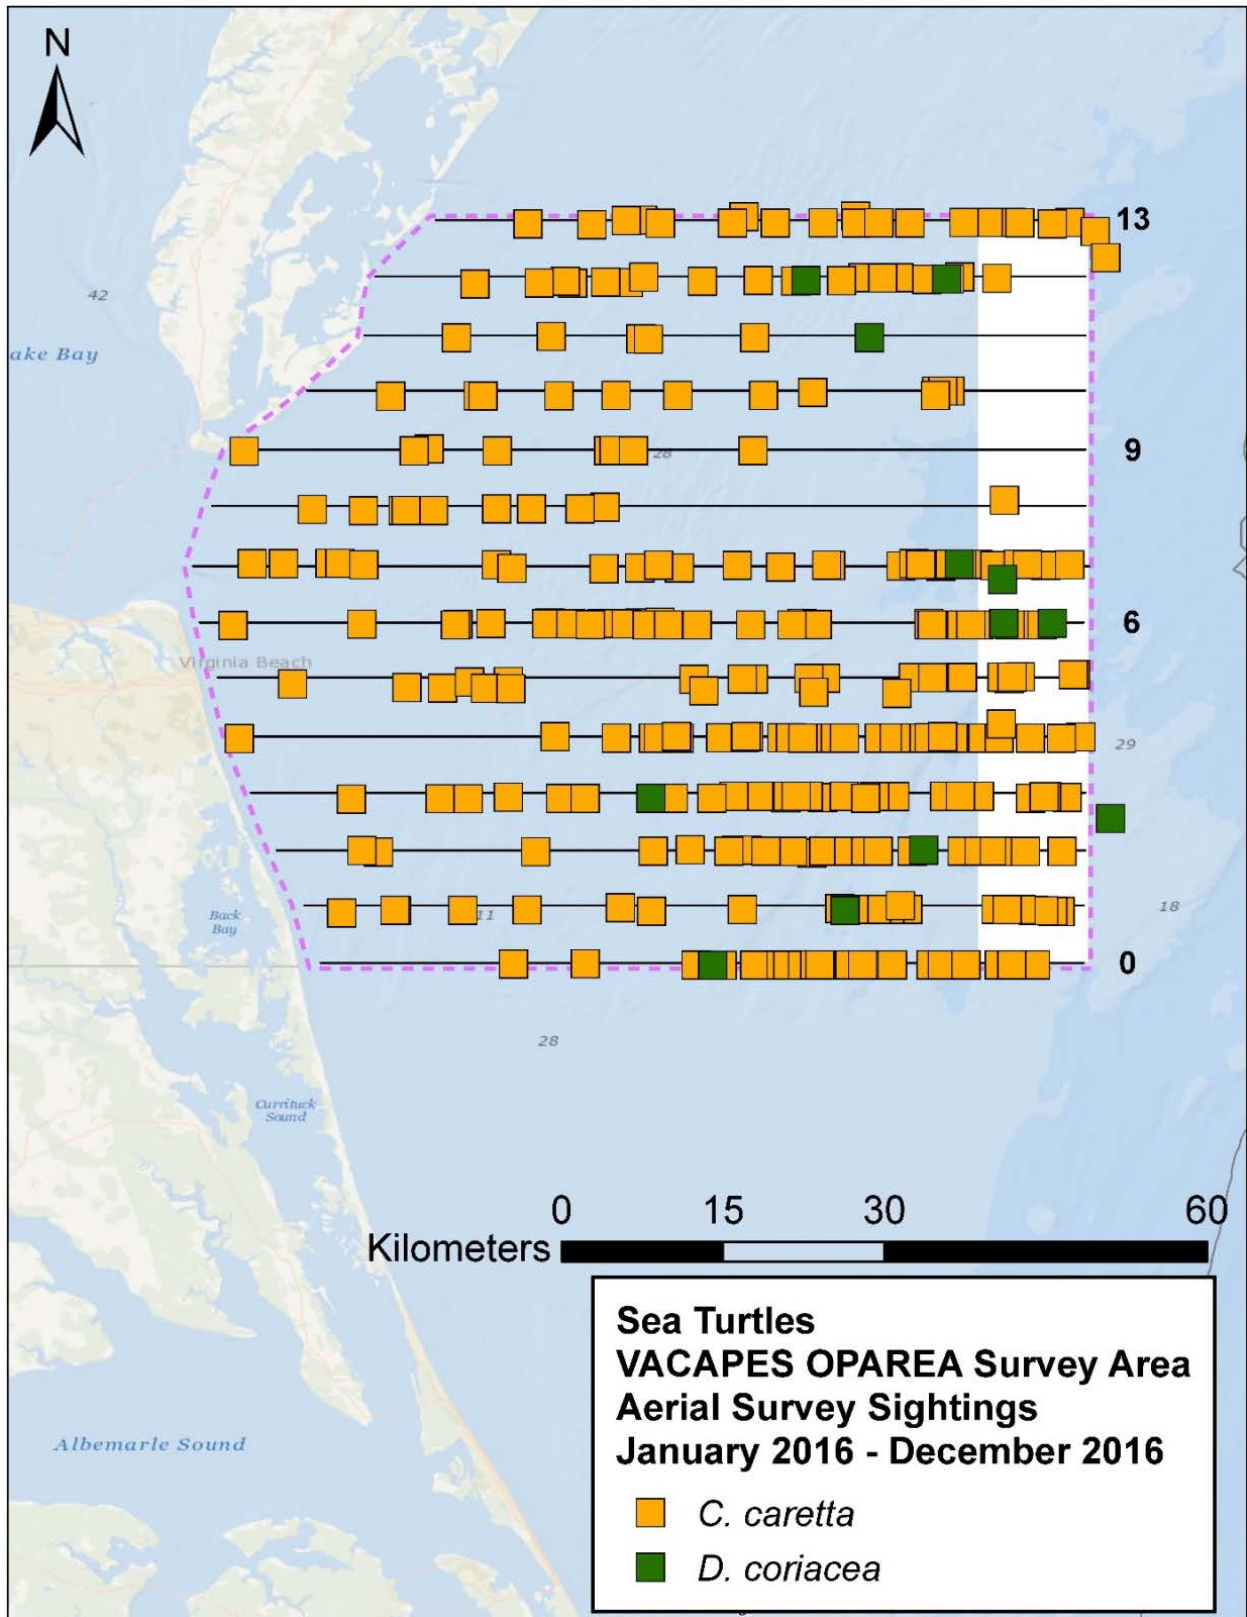 N
42
ake Bay
13
28
9
6
Virginia Beach
29
Back
Bay
11
18
0
28
Currituck
Sound
0 15 30 60
Kilometers
Sea Turtles
VACAPES OPAREA Survey Area
Aerial Survey Sightings
January 2016 - December 2016
Albemarle Sound
C. caretta
D. coriacea